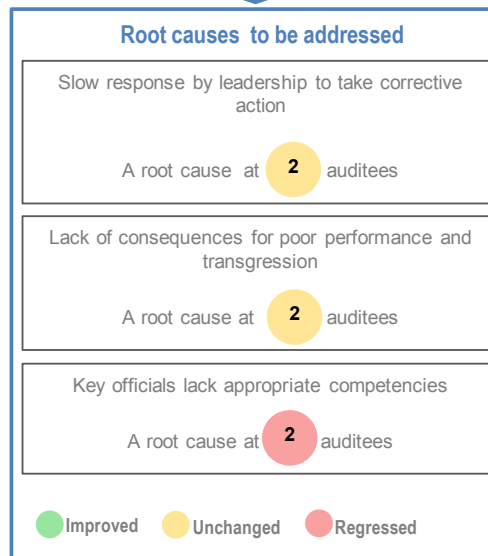 Root causes to be addressed
Slow response by leadership to take corrective
action
A root cause at 2 auditees
Lack of consequences for poor performance and
transgression
A root cause at 2 auditees
Key officials lack appropriate competencies
A root cause at 2 auditees
Improved Unchanged Regressed